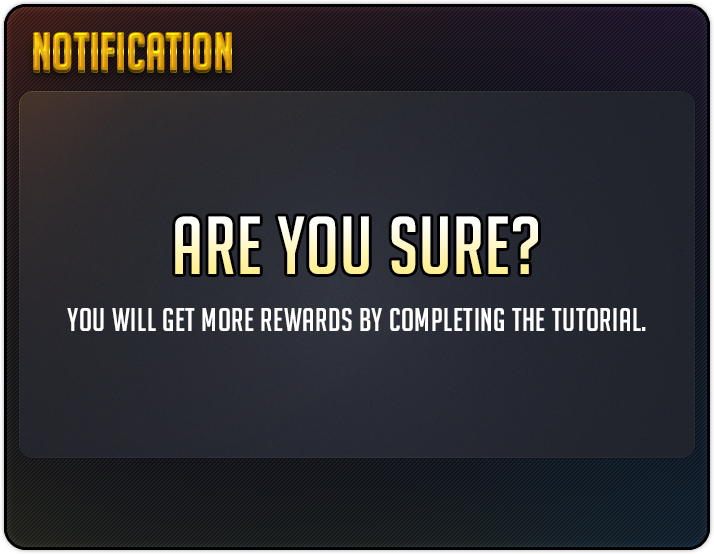 NOTIFICATION
ARE YOU SURE?
YOU WILL GET MORE REWARDS BY COMPLETING THE TUTORIAL.